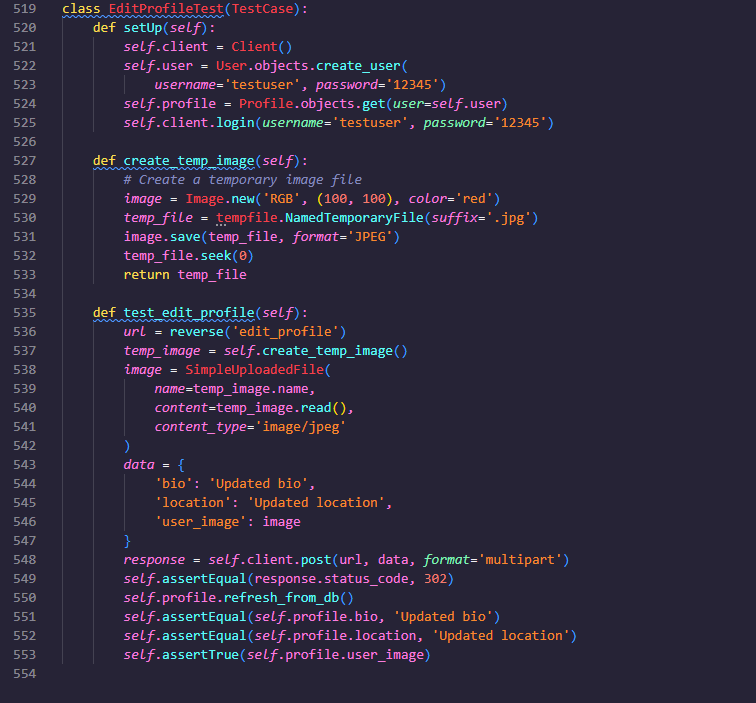 519 class EditProfileTest(TestCase):
520     def setUp(self):
521         self.client = Client()
522         self.user = User.objects.create_user(
523             username='testuser', password='12345')
524         self.profile = Profile.objects.get(user=self.user)
525         self.client.login(username='testuser', password='12345')
526
527     def create_temp_image(self):
528         # Create a temporary image file
529         image = Image.new('RGB', (100, 100), color='red')
530         temp_file = tempfile.NamedTemporaryFile(suffix='.jpg')
531         image.save(temp_file, format='JPEG')
532         temp_file.seek(0)
533         return temp_file
534
535     def test_edit_profile(self):
536         url = reverse('edit_profile')
537         temp_image = self.create_temp_image()
538         image = SimpleUploadedFile(
539             name=temp_image.name,
540             content=temp_image.read(),
541             content_type='image/jpeg'
542         )
543         data = {
544             'bio': 'Updated bio',
545             'location': 'Updated location',
546             'user_image': image
547         }
548         response = self.client.post(url, data, format='multipart')
549         self.assertEqual(response.status_code, 302)
550         self.profile.refresh_from_db()
551         self.assertEqual(self.profile.bio, 'Updated bio')
552         self.assertEqual(self.profile.location, 'Updated location')
553         self.assertTrue(self.profile.user_image)
554